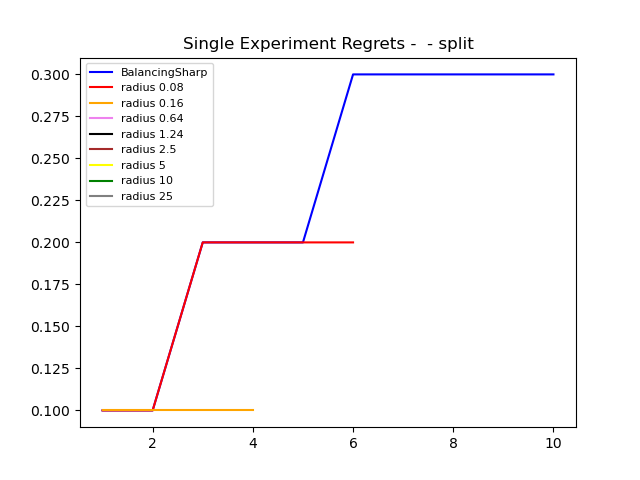 Single Experiment Regrets -  - split
0.300
0.275
0.250
0.225
0.200
0.175
0.150
0.125
0.100
BalancingSharp
radius 0.08
radius 0.16
radius 0.64
radius 1.24
radius 2.5
radius 5
radius 10
radius 25
2 4 6 8 10